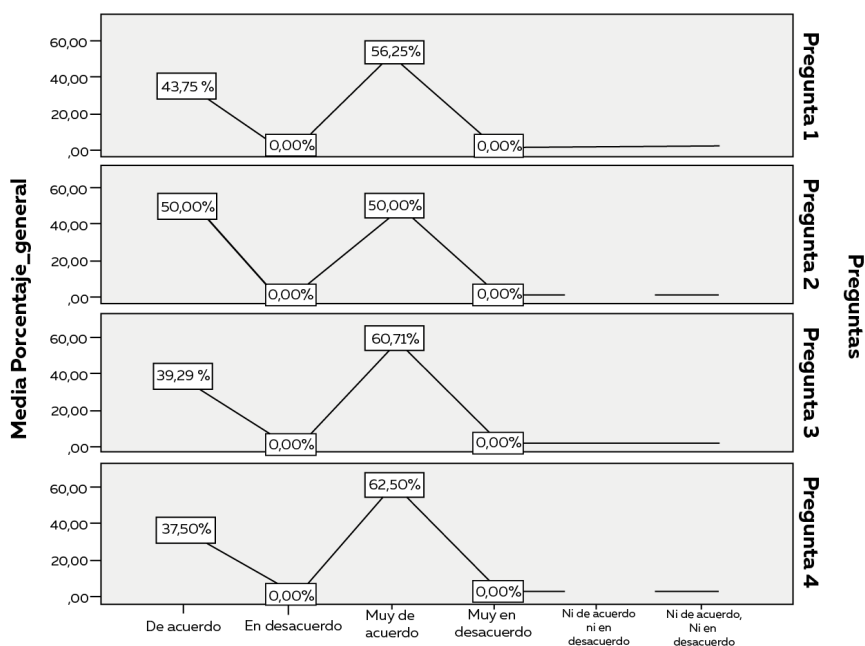 Media Porcentaje_general
60,00
40,00
20,00
,00
43,75 %
0,00%
56,25%
0,00%
Pregunta 1
60,00
40,00
20,00
,00
50,00%
0,00%
50,00%
0,00%
Pregunta 2
60,00
40,00
20,00
,00
39,29 %
0,00%
60,71%
0,00%
Pregunta 3
60,00
40,00
20,00
,00
37,50%
0,00%
62,50%
0,00%
Pregunta 4
Preguntas
De acuerdo
En desacuerdo
Muy de
acuerdo
Muy en
desacuerdo
Ni de acuerdo
ni en
desacuerdo
Ni de acuerdo,
Ni en
desacuerdo